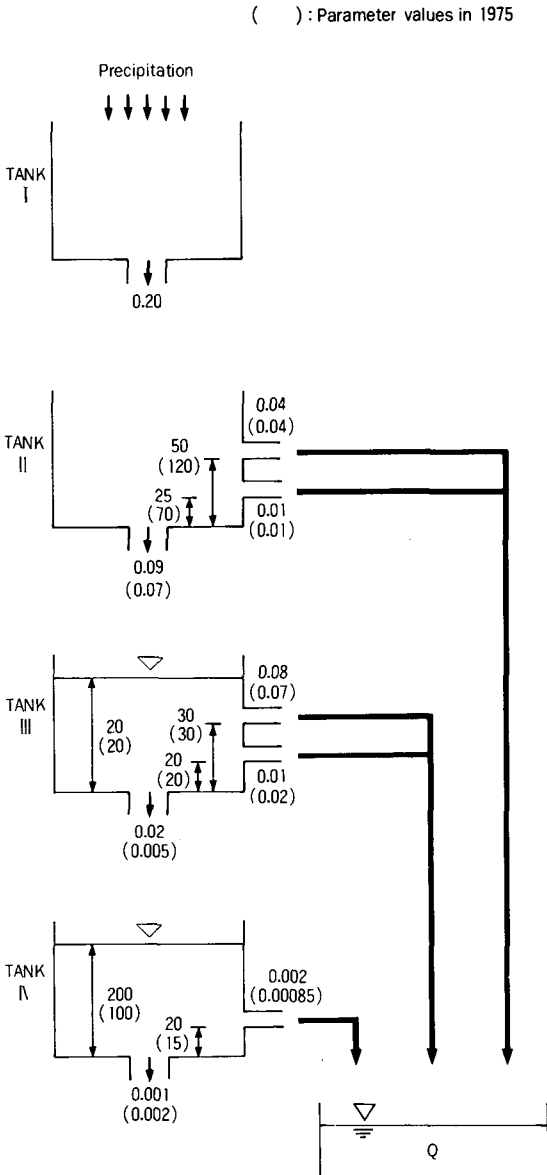 ( ) : Parameter values in 1975
Precipitation
TANK
I
0.20
TANK
II
0.04
(0.04)
50
(120)
25
(70)
0.01
(0.01)
0.09
(0.07)
TANK
III
0.08
(0.07)
20
(20)
30
(30)
20
(20)
0.01
(0.02)
0.02
(0.005)
TANK
IV
0.002
(0.00085)
200
(100)
20
(15)
0.001
(0.002)
Q